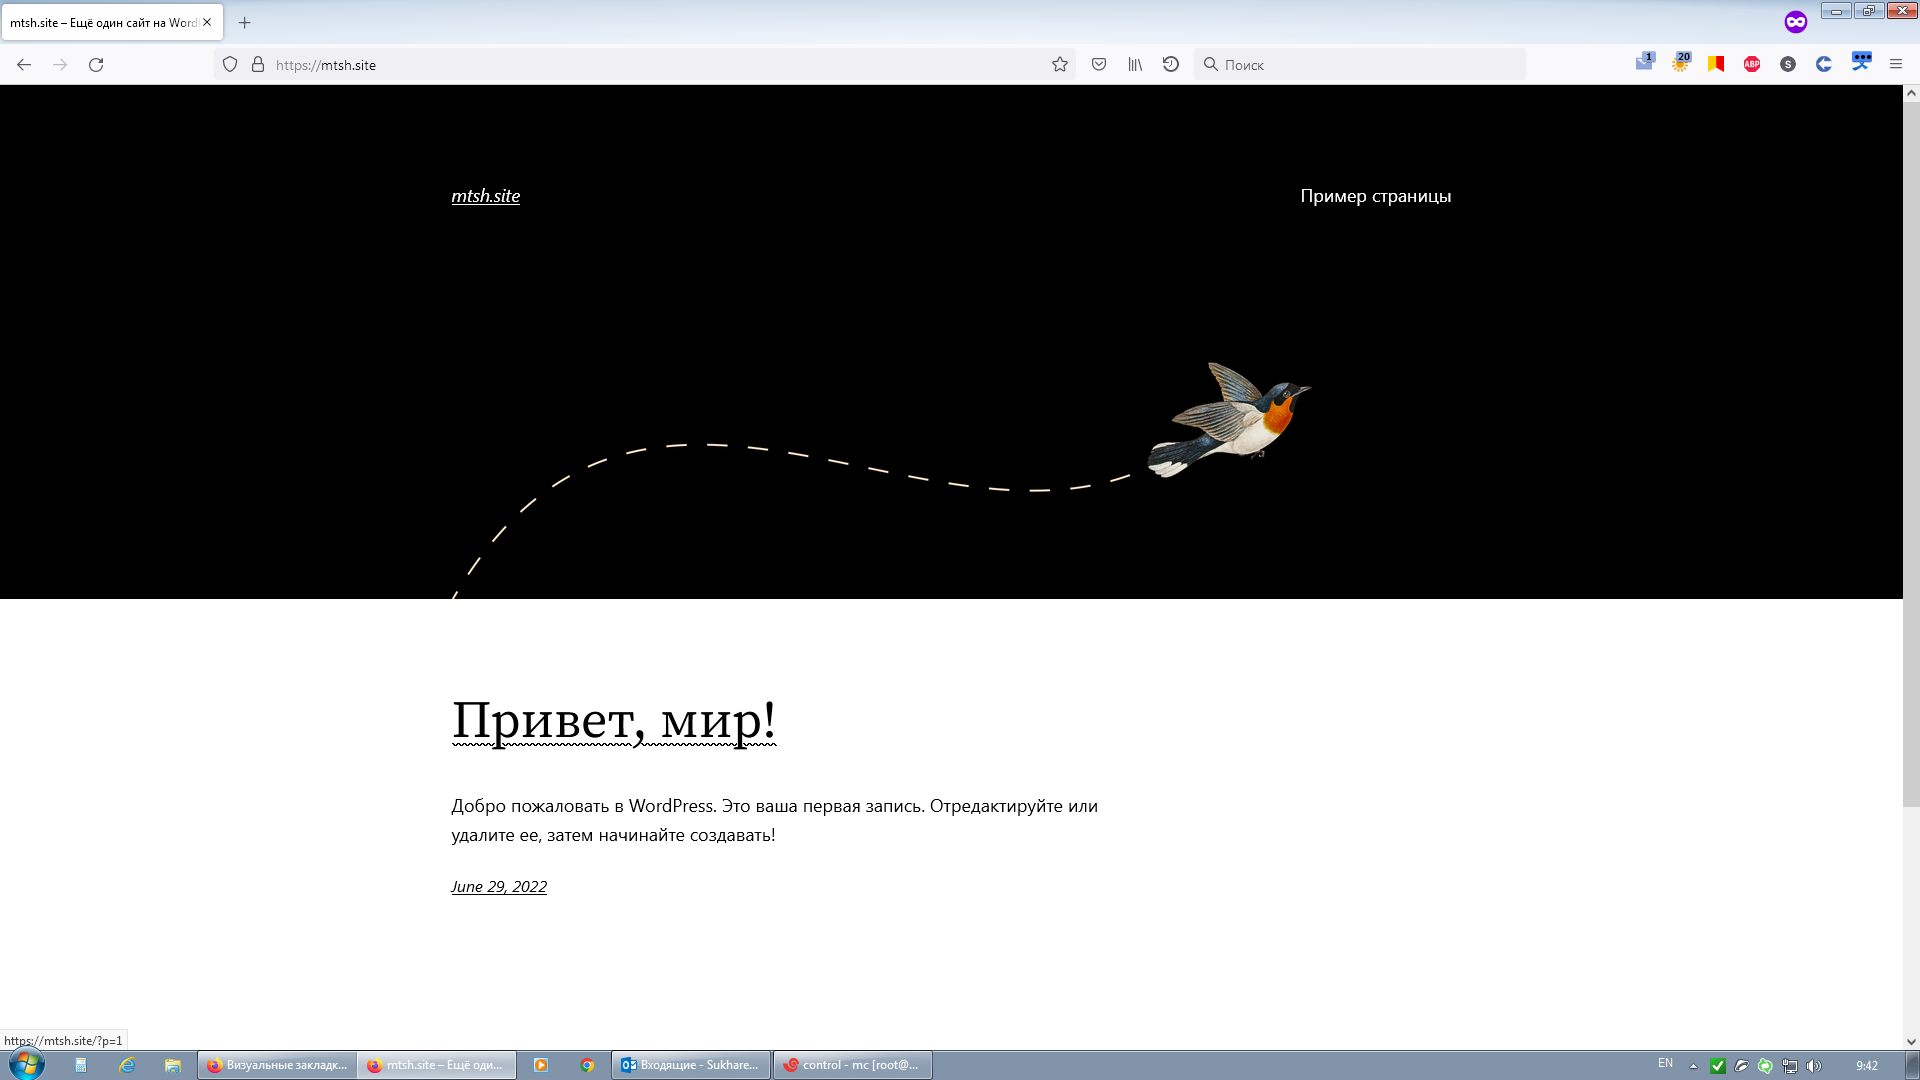 mtsh.site – Ещё один сайт на Word
https://mtsh.site
Поиск
1
20
ABP
S
mtsh.site
Пример страницы
Привет, мир!
Добро пожаловать в WordPress. Это ваша первая запись. Отредактируйте или
удалите ее, затем начинайте создавать!
June 29, 2022
https://mtsh.site/?p=1
Визуальные закладк...
mtsh.site – Ещё оди...
Входящие - Sukhare...
control - mc [root@...
EN
9:42